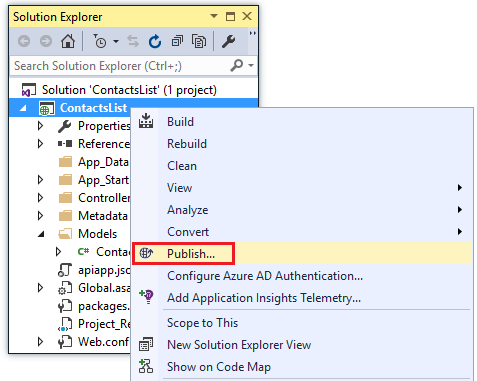 Solution Explorer
Search Solution Explorer (Ctrl+;)
Solution 'ContactsList' (1 project)
ContactsList
Properties
Reference
App_Data
App_Start
Controller
Metadata
Models
C# Contac
apiapp.jso
Global.asa
packages.
Project_Re
Web.conf
Build
Rebuild
Clean
View
Analyze
Convert
Publish...
Configure Azure AD Authentication...
Add Application Insights Telemetry...
Scope to This
New Solution Explorer View
Show on Code Map